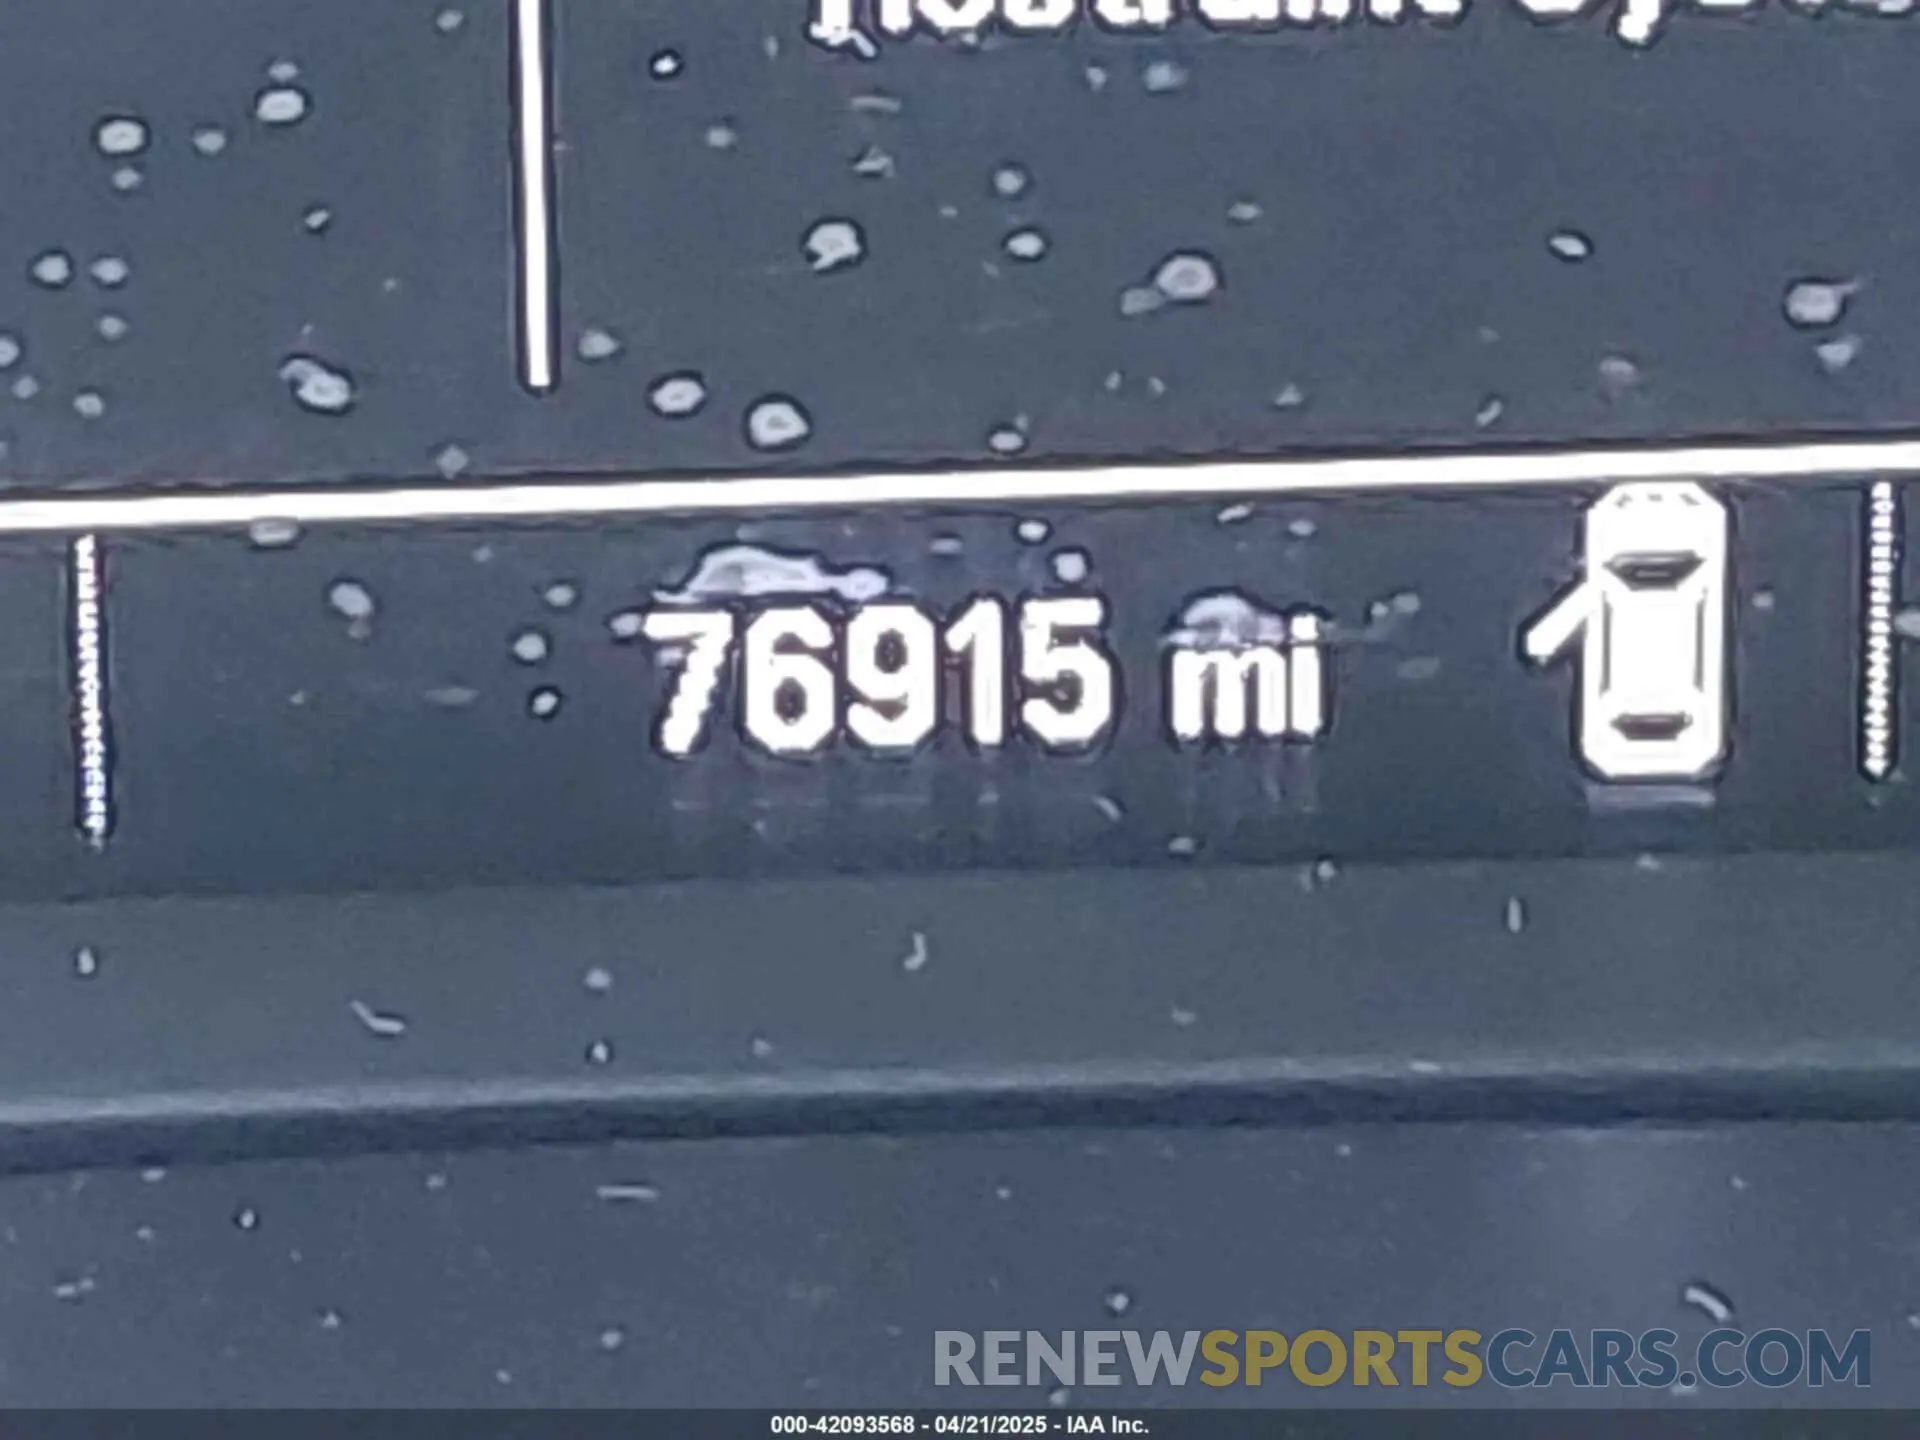 76915 mi
RENEWSPORTSCARS.COM
000-42093568 - 04/21/2025 - IAA Inc.